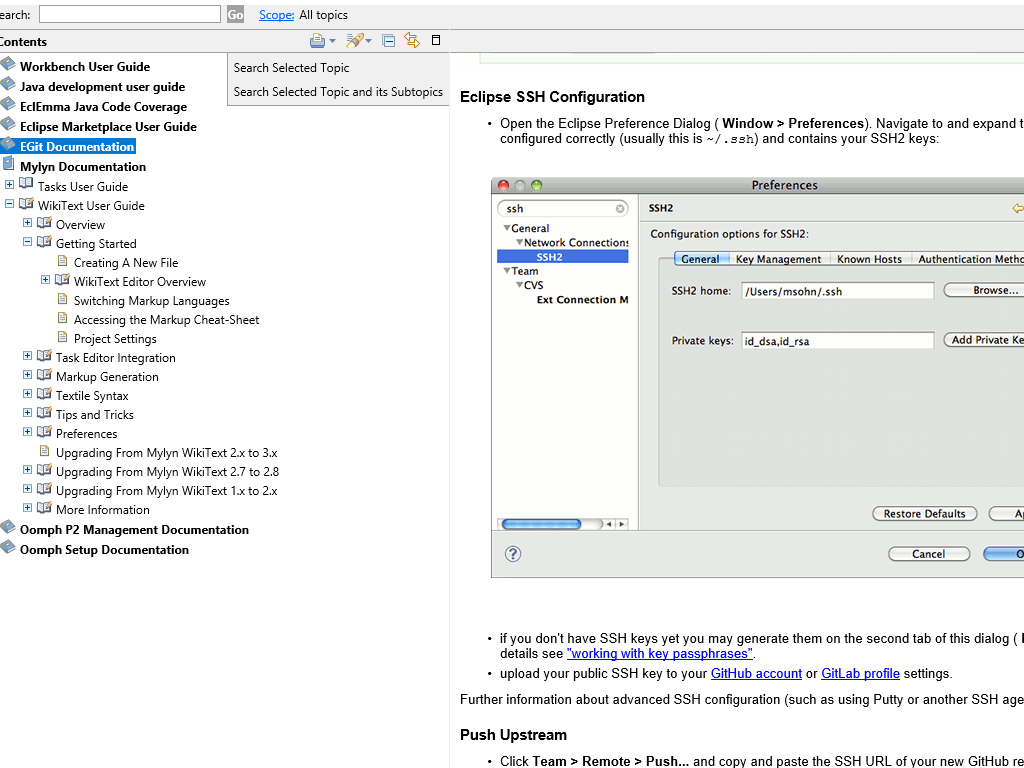 earch:
Go
Scope: All topics
Contents
Search Selected Topic
Search Selected Topic and its Subtopics
Workbench User Guide
Java development user guide
EclEmma Java Code Coverage
Eclipse Marketplace User Guide
EGit Documentation
Mylyn Documentation
Tasks User Guide
WikiText User Guide
Overview
Getting Started
Creating A New File
WikiText Editor Overview
Switching Markup Languages
Accessing the Markup Cheat-Sheet
Project Settings
Task Editor Integration
Markup Generation
Textile Syntax
Tips and Tricks
Preferences
Upgrading From Mylyn WikiText 2.x to 3.x
Upgrading From Mylyn WikiText 2.7 to 2.8
Upgrading From Mylyn WikiText 1.x to 2.x
More Information
Oomph P2 Management Documentation
Oomph Setup Documentation
Eclipse SSH Configuration
• Open the Eclipse Preference Dialog ( Window > Preferences). Navigate to and expand t
configured correctly (usually this is ~/.ssh) and contains your SSH2 keys:
Preferences
ssh
General
Network Connections
SSH2
Team
CVS
Ext Connection M
SSH2
Configuration options for SSH2:
General Key Management Known Hosts Authentication Metho
SSH2 home: /Users/msohn/.ssh Browse...
Private keys: id_dsa,id_rsa Add Private Ke
Restore Defaults Ap
? Cancel O
• if you don't have SSH keys yet you may generate them on the second tab of this dialog (
details see "working with key passphrases".
• upload your public SSH key to your GitHub account or GitLab profile settings.
Further information about advanced SSH configuration (such as using Putty or another SSH age
Push Upstream
• Click Team > Remote > Push... and copy and paste the SSH URL of your new GitHub re